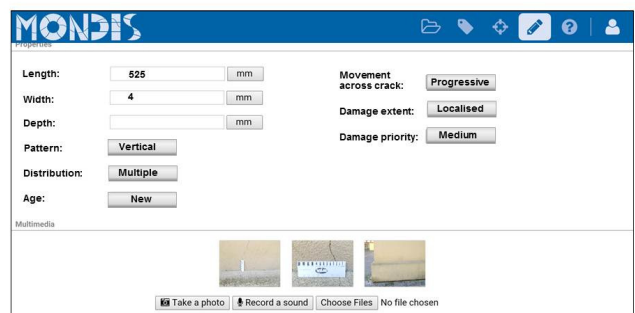 MONDIS
Properties
Length: 525 mm
Width: 4 mm
Depth: mm
Pattern: Vertical
Distribution: Multiple
Age: New
Movement
across crack: Progressive
Damage extent: Localised
Damage priority: Medium
Multimedia
Take a photo Record a sound Choose Files No file chosen